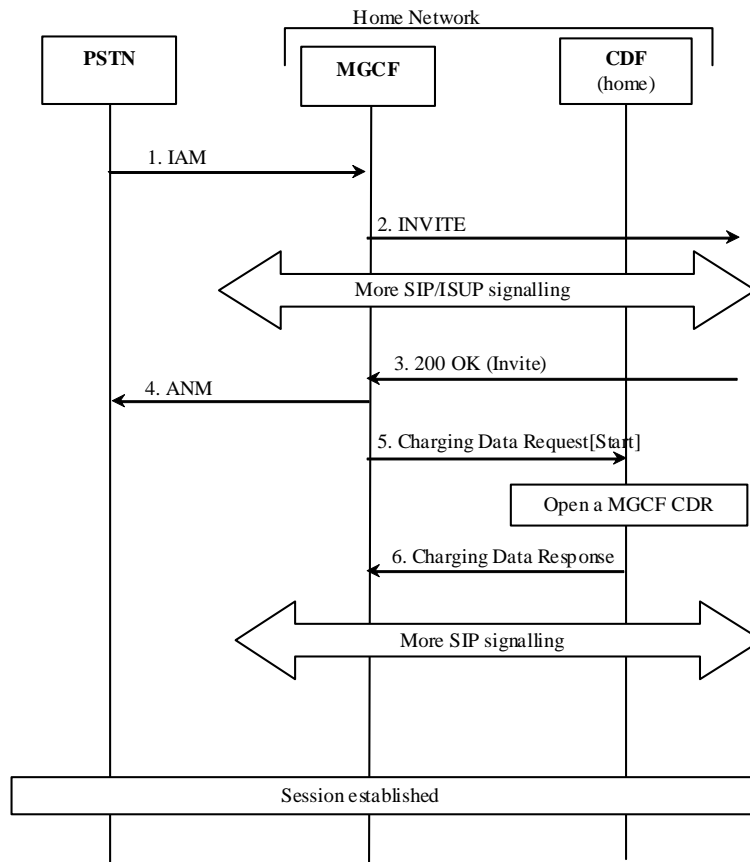 Home Network
PSTN
MGCF
CDF
(home)
1. IAM
2. INVITE
More SIP/ISUP signalling
3. 200 OK (Invite)
4. ANM
5. Charging Data Request[Start]
Open a MGCF CDR
6. Charging Data Response
More SIP signalling
Session established